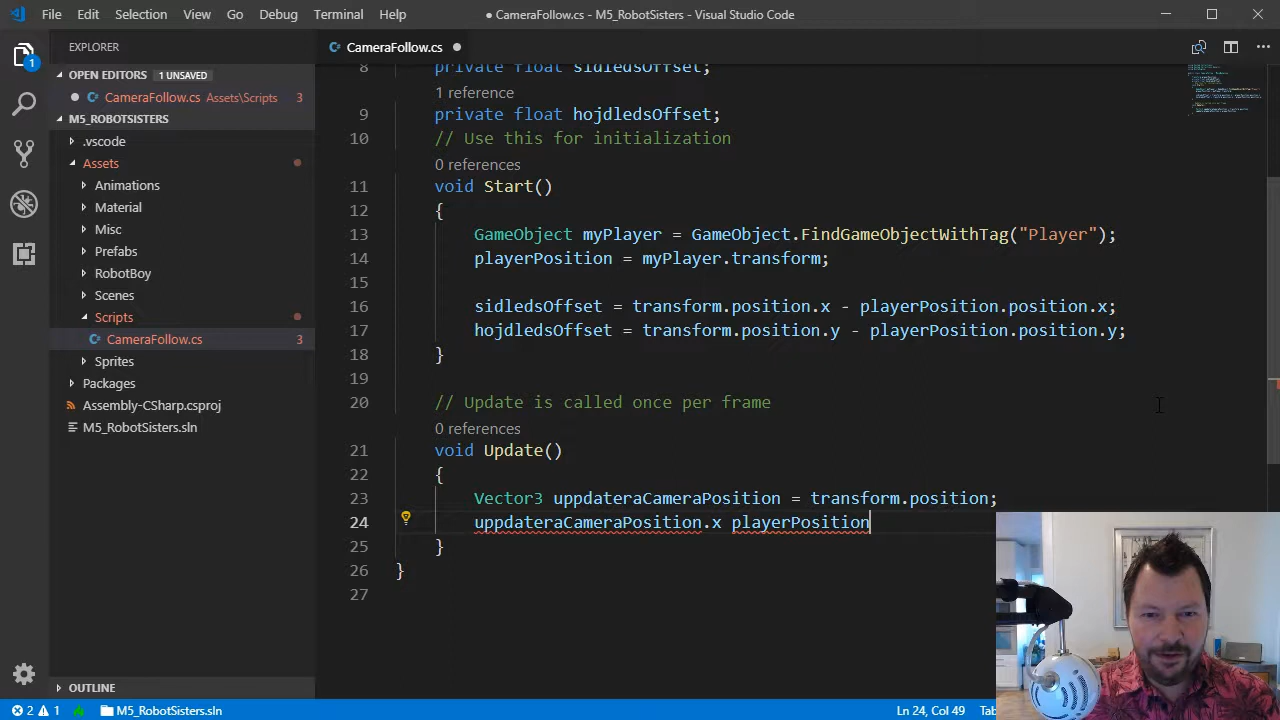 File Edit Selection View Go Debug Terminal Help
● CameraFollow.cs - M5_RobotSisters - Visual Studio Code
EXPLORER
OPEN EDITORS 1 UNSAVED
CameraFollow.cs Assets\Scripts 3
M5_ROBOTSISTERS
.vscode
Assets
Animations
Material
Misc
Prefabs
RobotBoy
Scenes
Scripts
CameraFollow.cs 3
Sprites
Packages
Assembly-CSharp.csproj
M5_RobotSisters.sln
OUTLINE
1
CameraFollow.cs
8 private float sidledsOffset;
1 reference
9 private float hojdledsOffset;
10 // Use this for initialization
0 references
11 void Start()
12 {
13 GameObject myPlayer = GameObject.FindGameObjectWithTag("Player");
14 playerPosition = myPlayer.transform;
15
16 sidledsOffset = transform.position.x - playerPosition.position.x;
17 hojdledsOffset = transform.position.y - playerPosition.position.y;
18 }
19
20 // Update is called once per frame
0 references
21 void Update()
22 {
23 Vector3 uppdateraCameraPosition = transform.position;
24 uppdateraCameraPosition.x playerPosition
25 }
26 }
27
2 1 M5_RobotSisters.sln
Ln 24, Col 49 Tab